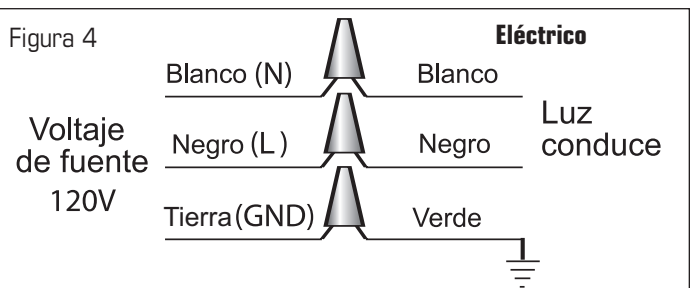 Figura 4
Eléctrico
Blanco (N)
Blanco
Voltaje
de fuente
120V
Negro (L)
Negro
Luz
conduce
Tierra (GND)
Verde